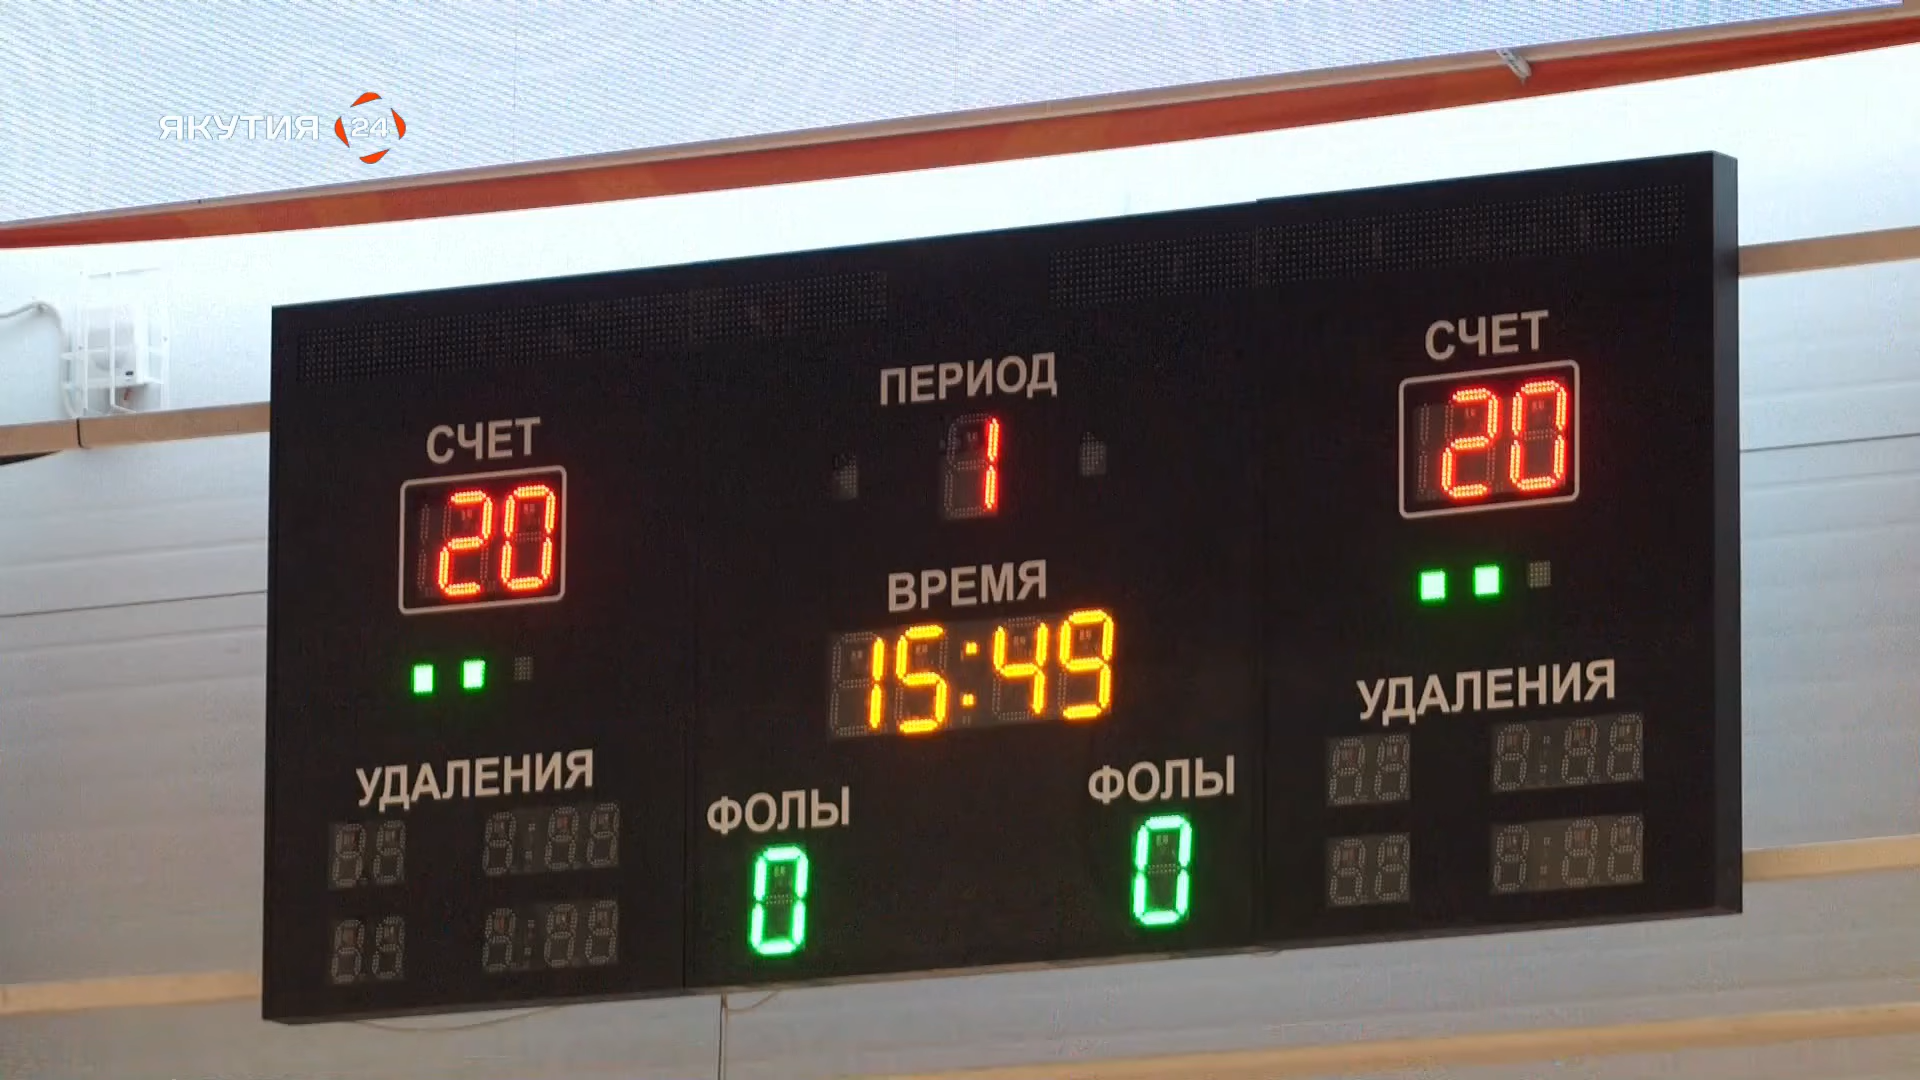 ЯКУТИЯ 24
СЧЕТ
20
ПЕРИОД
1
СЧЕТ
20
ВРЕМЯ
15:49
УДАЛЕНИЯ
УДАЛЕНИЯ
ФОЛЫ
0
ФОЛЫ
0